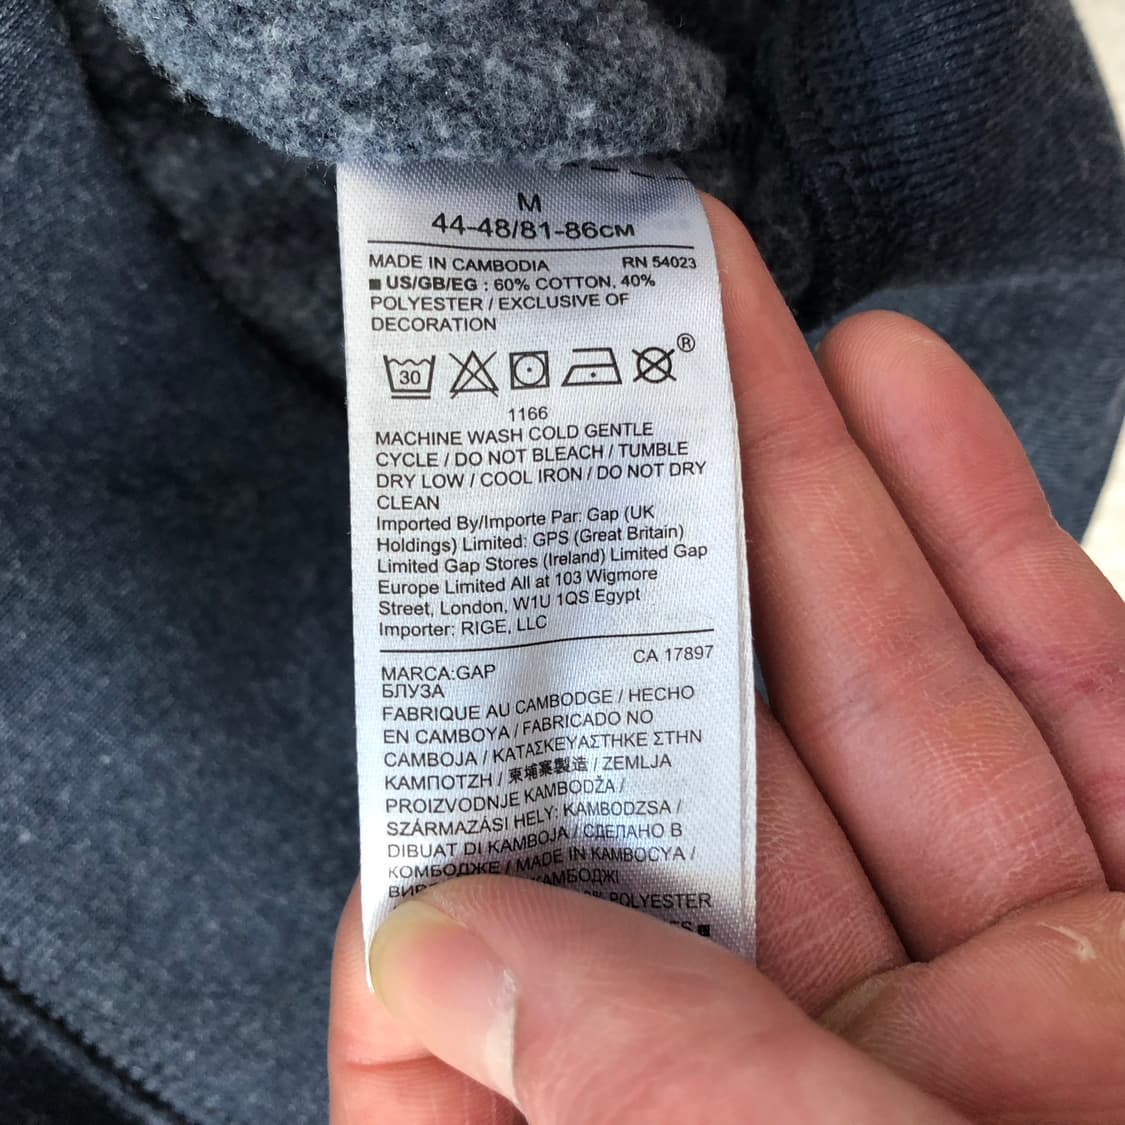 M
44-48/81-86CM
MADE IN CAMBODIA RN 54023
■ US/GB/EG : 60% COTTON, 40%
POLYESTER / EXCLUSIVE OF
DECORATION
30 ®
1166
MACHINE WASH COLD GENTLE
CYCLE / DO NOT BLEACH / TUMBLE
DRY LOW / COOL IRON / DO NOT DRY
CLEAN
Imported By/Importe Par: Gap (UK
Holdings) Limited: GPS (Great Britain)
Limited Gap Stores (Ireland) Limited Gap
Europe Limited All at 103 Wigmore
Street, London, W1U 1QS Egypt
Importer: RIGE, LLC
CA 17897
MARCA:GAP
БЛУЗА
FABRIQUE AU CAMBODGE / HECHO
EN CAMBOYA / FABRICADO NO
CAMBOJA / ΚΑΤΑΣΚΕΥΑΣΤΗΚΕ ΣΤΗΝ
ΚΑΜΠΟΤΖΗ / 柬埔寨製造 / ZEMLJA
PROIZVODNJE KAMBODŽA /
SZÁRMAZÁSI HELY: KAMBODZSA /
DIBUAT DI KAMBOJA / СДЕЛАНО В
КОМБОДЖЕ / MADE IN KAMBOCYA /
КАМБОДЖІ
POLYESTER